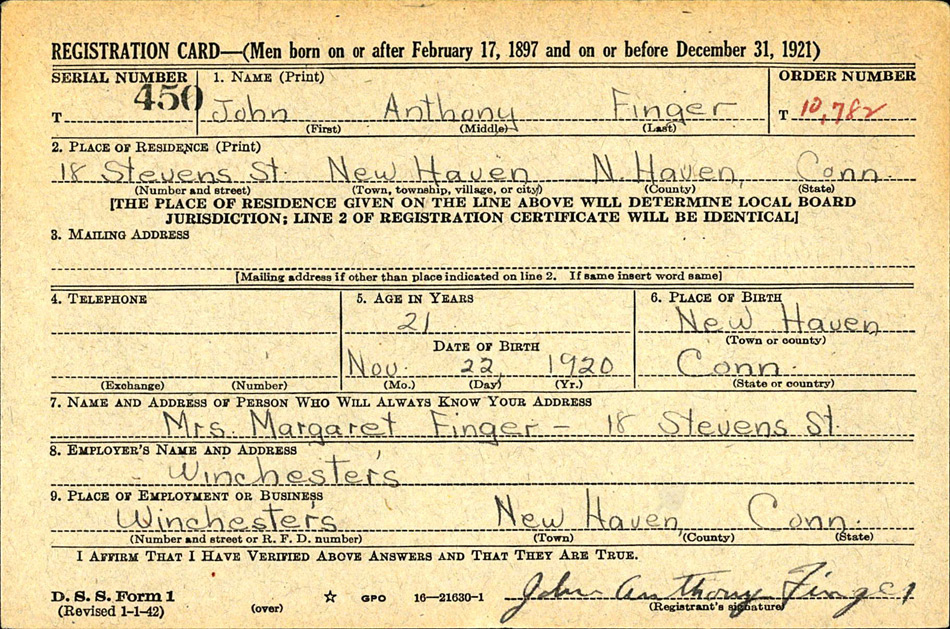 REGISTRATION CARD—(Men born on or after February 17, 1897 and on or before December 31, 1921)
SERIAL NUMBER
T 450
1. NAME (Print)
John Anthony Finger
(First) (Middle) (Last)
ORDER NUMBER
T 10,782
2. PLACE OF RESIDENCE (Print)
18 Stevens St. New Haven N. Haven, Conn.
(Number and street) (Town, township, village, or city) (County) (State)
[THE PLACE OF RESIDENCE GIVEN ON THE LINE ABOVE WILL DETERMINE LOCAL BOARD
JURISDICTION; LINE 2 OF REGISTRATION CERTIFICATE WILL BE IDENTICAL]
3. MAILING ADDRESS
[Mailing address if other than place indicated on line 2. If same insert word same]
4. TELEPHONE
(Exchange) (Number)
5. AGE IN YEARS
21
DATE OF BIRTH
Nov. 22, 1920
(Mo.) (Day) (Yr.)
6. PLACE OF BIRTH
New Haven
(Town or county)
Conn.
(State or country)
7. NAME AND ADDRESS OF PERSON WHO WILL ALWAYS KNOW YOUR ADDRESS
Mrs. Margaret Finger – 18 Stevens St.
8. EMPLOYER'S NAME AND ADDRESS
Winchester's
9. PLACE OF EMPLOYMENT OR BUSINESS
Winchester's New Haven, Conn.
(Number and street or R. F. D. number) (Town) (County) (State)
I AFFIRM THAT I HAVE VERIFIED ABOVE ANSWERS AND THAT THEY ARE TRUE.
D. S. S. Form 1
(Revised 1-1-42)
(over)
☆ GPO 16—21630-1
John Anthony Finger
(Registrant's signature)